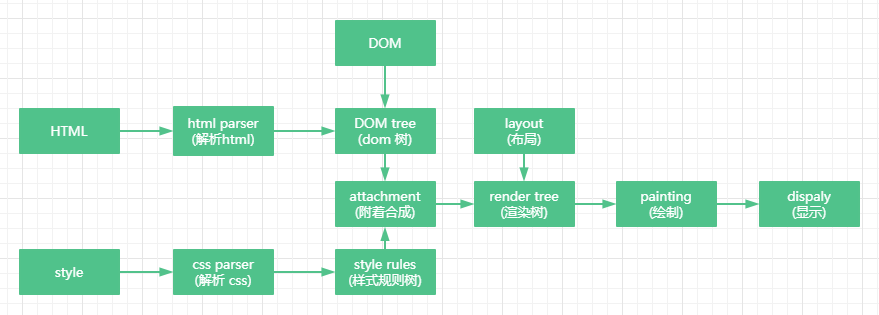 DOM
HTML
html parser
(解析html)
DOM tree
(dom 树)
layout
(布局)
attachment
(附着合成)
render tree
(渲染树)
painting
(绘制)
dispaly
(显示)
style
css parser
(解析 css)
style rules
(样式规则树)